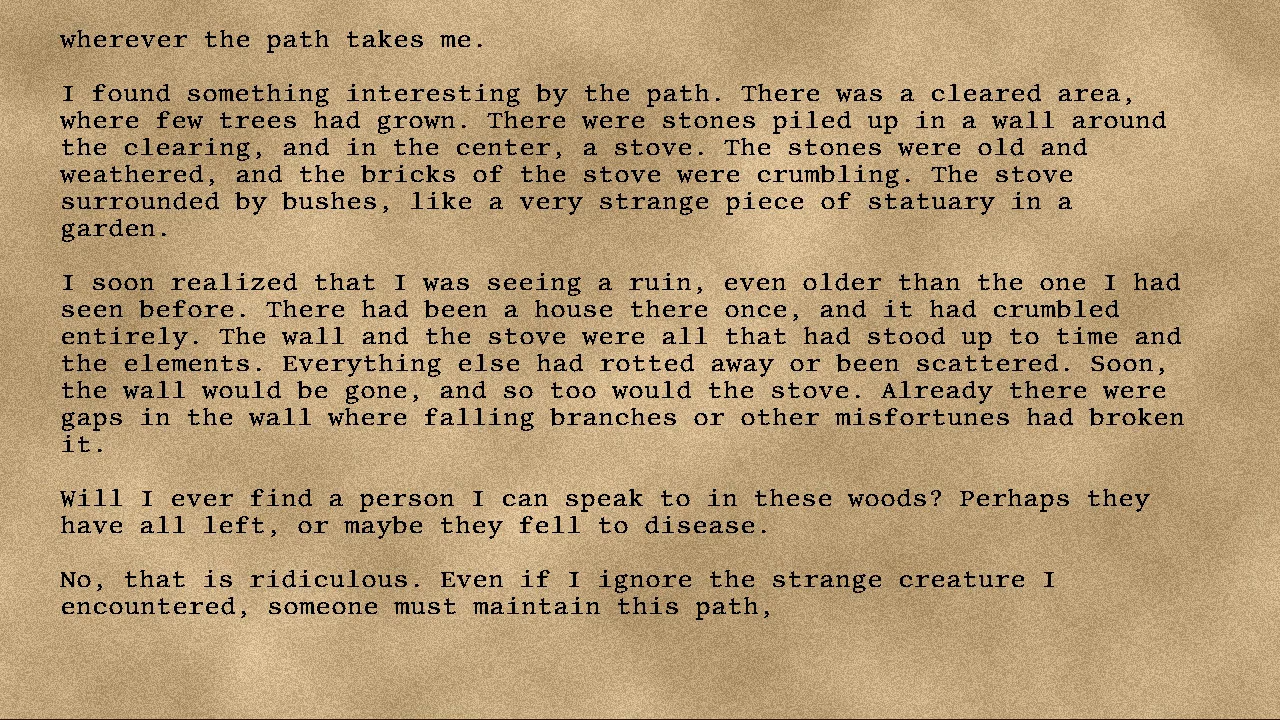 wherever the path takes me.
I found something interesting by the path. There was a cleared area,
where few trees had grown. There were stones piled up in a wall around
the clearing, and in the center, a stove. The stones were old and
weathered, and the bricks of the stove were crumbling. The stove
surrounded by bushes, like a very strange piece of statuary in a
garden.
I soon realized that I was seeing a ruin, even older than the one I had
seen before. There had been a house there once, and it had crumbled
entirely. The wall and the stove were all that had stood up to time and
the elements. Everything else had rotted away or been scattered. Soon,
the wall would be gone, and so too would the stove. Already there were
gaps in the wall where falling branches or other misfortunes had broken
it.
Will I ever find a person I can speak to in these woods? Perhaps they
have all left, or maybe they fell to disease.
No, that is ridiculous. Even if I ignore the strange creature I
encountered, someone must maintain this path,